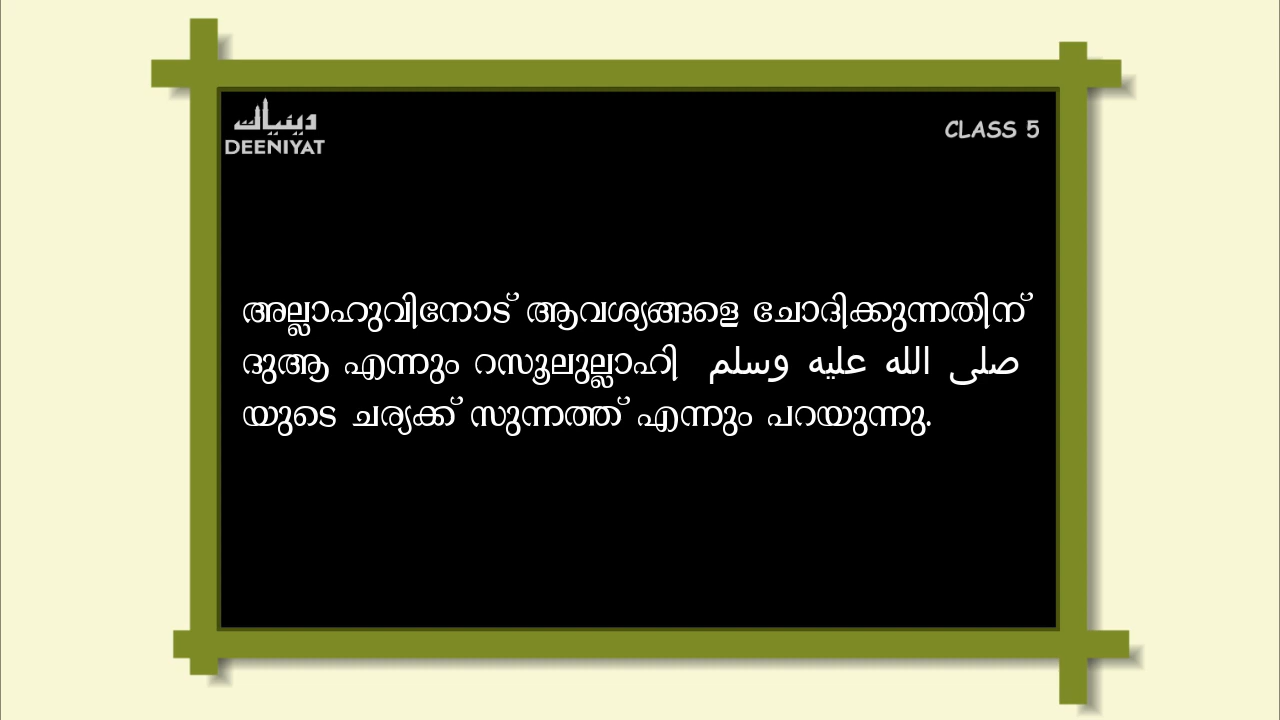 دينيات
DEENIYAT
CLASS 5
അല്ലാഹുവിനോട് ആവശ്യങ്ങളെ ചോദിക്കുന്നതിന്
ദുആ എന്നും റസൂലുല്ലാഹി صلى الله عليه وسلم
യുടെ ചര്യക്ക് സുന്നത്ത് എന്നും പറയുന്നു.